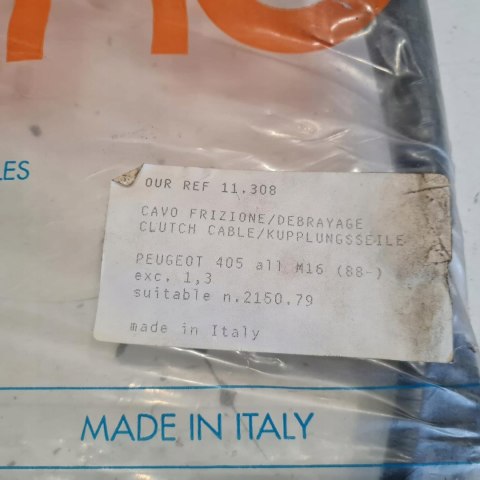 LES
OUR REF 11.308
CAVO FRIZIONE/DEBRAYAGE
CLUTCH CABLE/KUPPLUNGSSEILE
PEUGEOT 405 all M16 (88-)
exc. 1,3
suitable n.2150.79
made in Italy
MADE IN ITALY